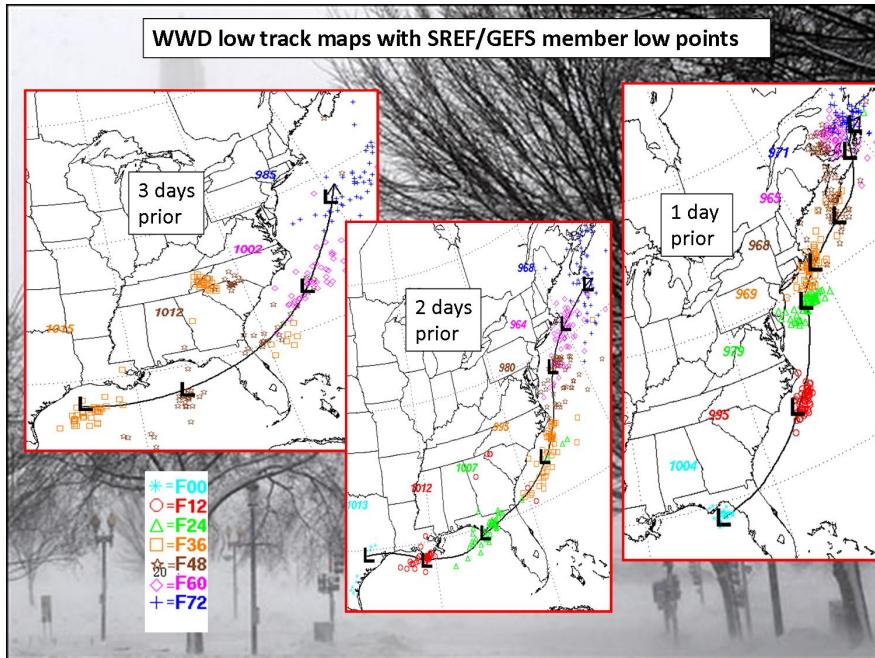 WWD low track maps with SREF/GEFS member low points
3 days
prior
985
1002
1012
1015
L
L
L
L
2 days
prior
968
964
980
995
1007
1012
1013
L
L
L
L
L
L
L
1 day
prior
971
965
968
969
979
995
1004
L
L
L
L
L
L
L
=F00
=F12
=F24
=F36
=F48
20
=F60
=F72